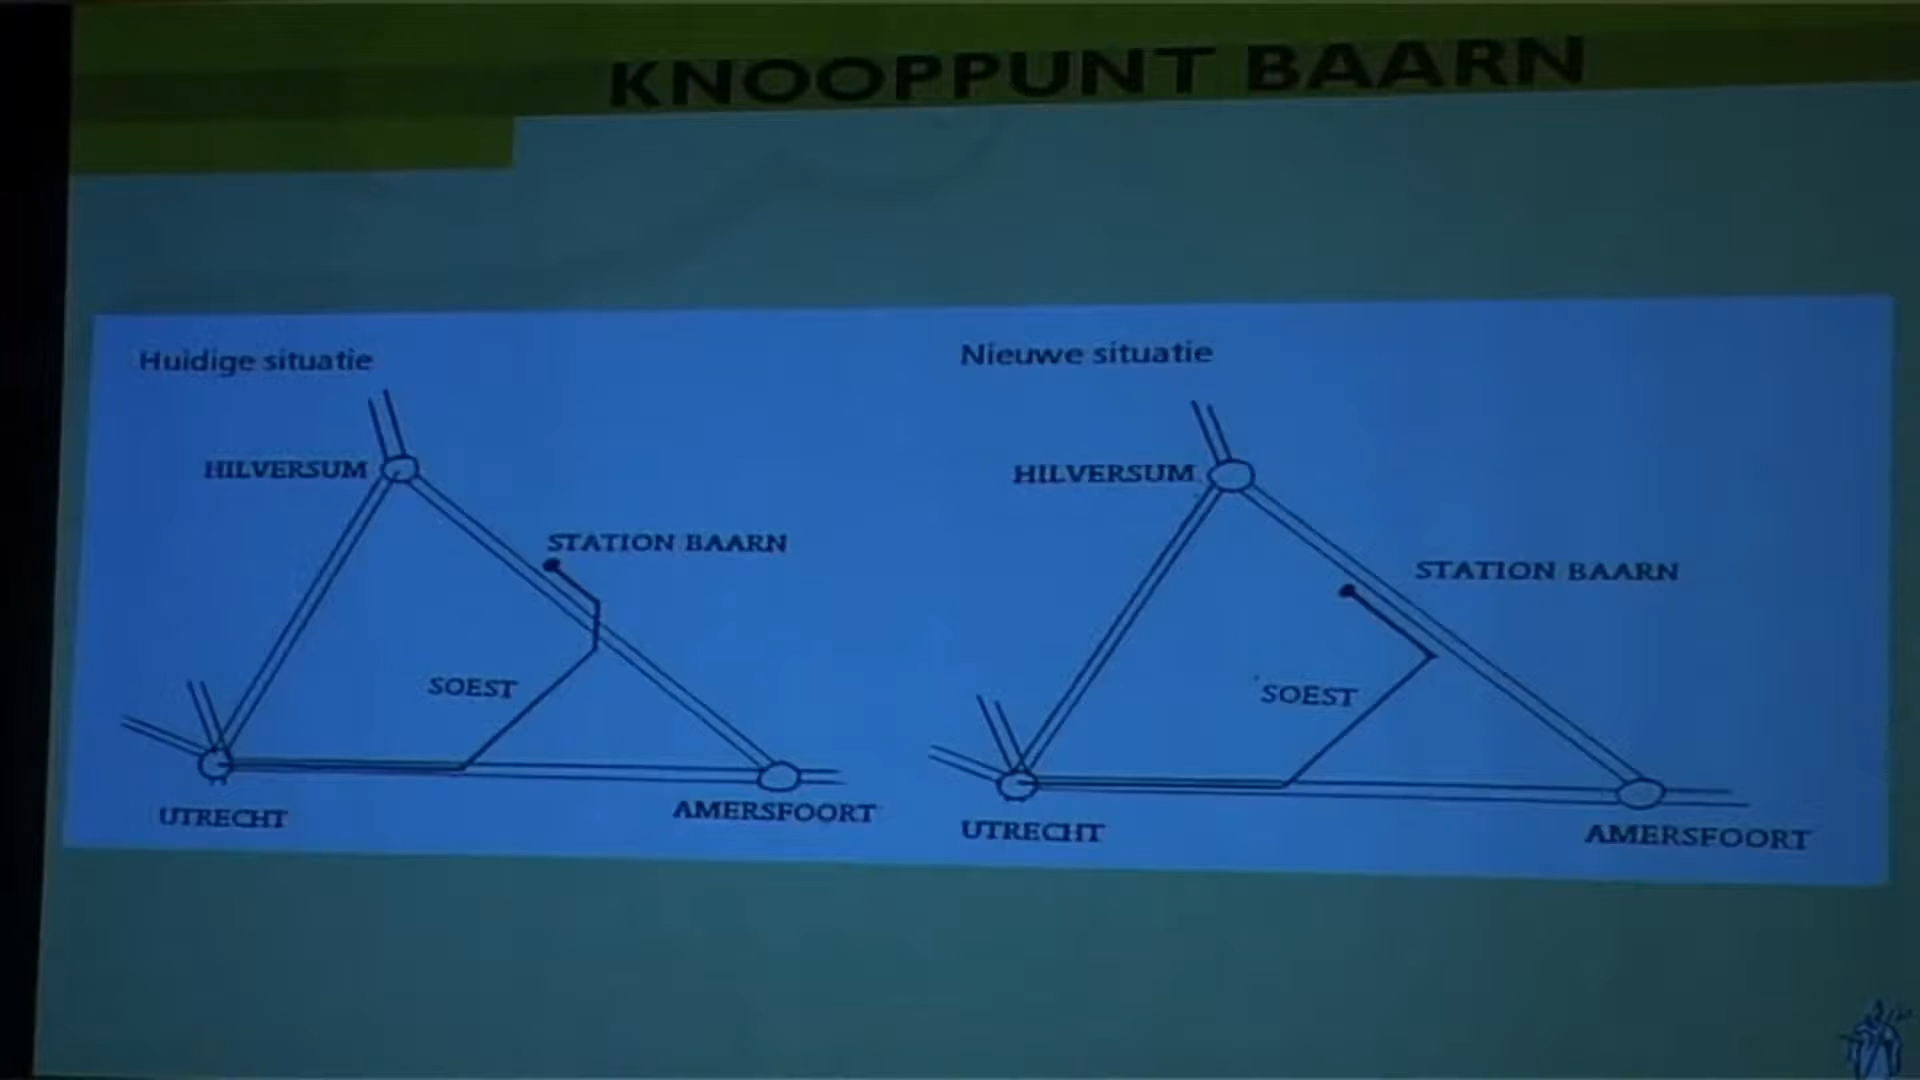 KNOOPPUNT BAARN
Huidige situatie
HILVERSUM
STATION BAARN
SOEST
UTRECHT
AMERSFOORT
Nieuwe situatie
HILVERSUM
STATION BAARN
SOEST
UTRECHT
AMERSFOORT